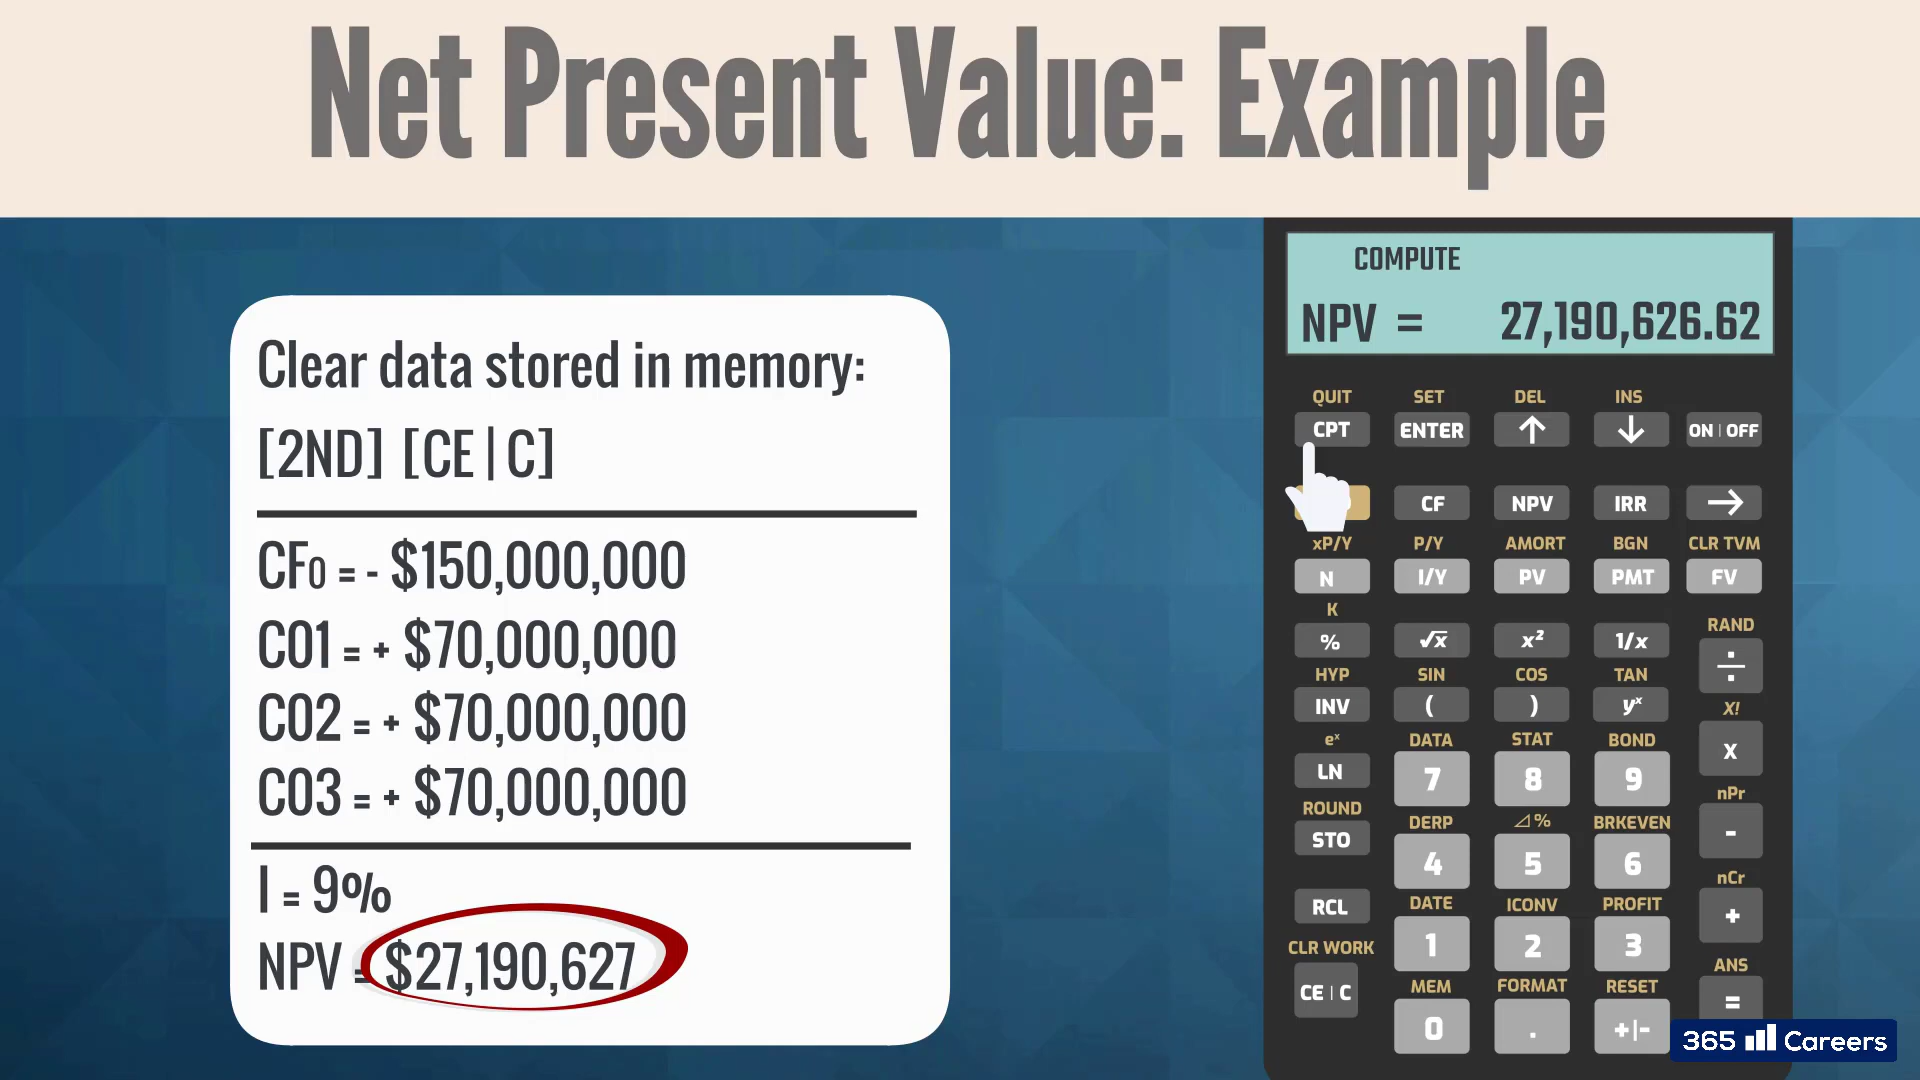 Net Present Value: Example
Clear data stored in memory:
[2ND] [CE|C]
CF0 = - $150,000,000
C01 = + $70,000,000
C02 = + $70,000,000
C03 = + $70,000,000
I = 9%
NPV = $27,190,627
COMPUTE
NPV = 27,190,626.62
QUIT SET DEL INS
CPT ENTER ↑ ↓ ON|OFF
CF NPV IRR →
xP/Y P/Y AMORT BGN CLR TVM
N I/Y PV PMT FV
K RAND
% √x x² 1/x ÷
HYP SIN COS TAN
INV ( ) yˣ X!
eˣ DATA STAT BOND
LN 7 8 9 x
ROUND DERP ⊿% BRKEVEN nPr
STO 4 5 6 -
DATE ICONV PROFIT nCr
RCL 1 2 3 +
CLR WORK MEM FORMAT RESET ANS
CE|C 0 . +|- =
365 Careers